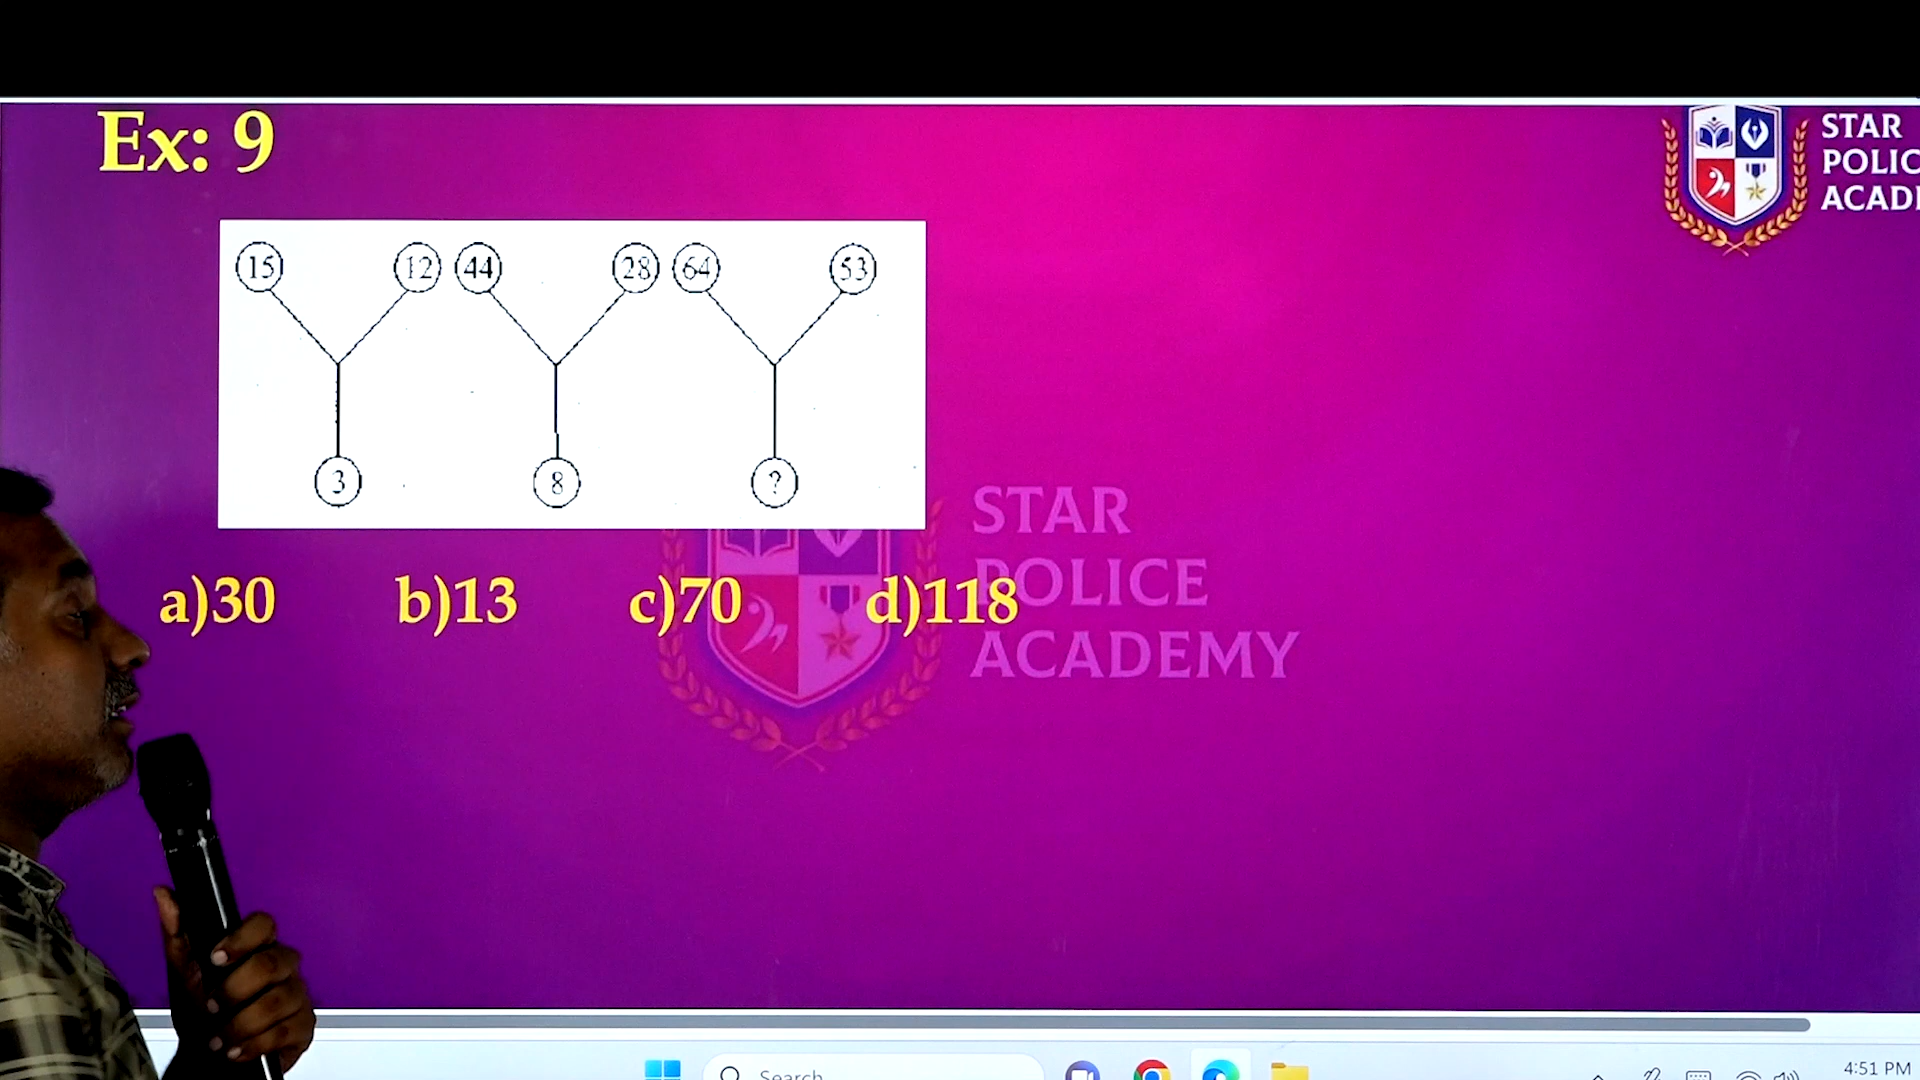 Ex: 9
STAR
POLIC
ACAD
15 12 44 28 64 53
3 8 ?
a)30 b)13 c)70 d)118
STAR
POLICE
ACADEMY
Search
4:51 PM